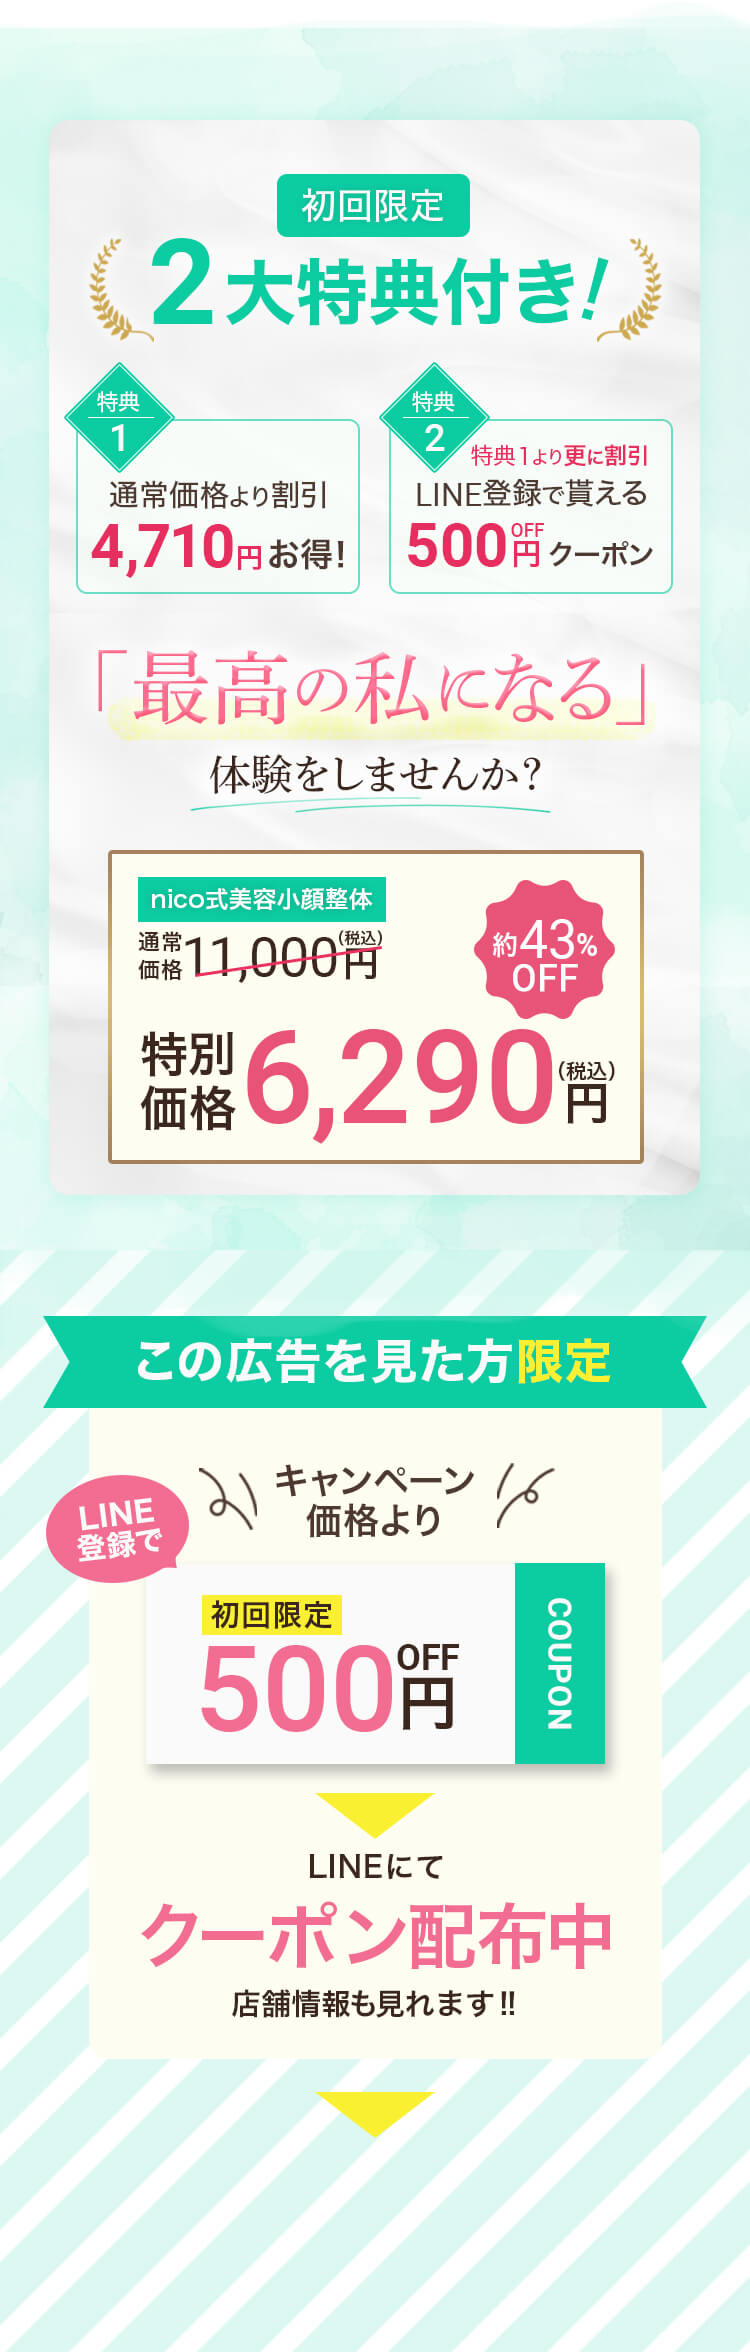 初回限定
2大特典付き!
特典
1
通常価格より割引
4,710円お得!
特典
2
特典1より更に割引
LINE登録で貰える
500円OFFクーポン
「最高の私になる」
体験をしませんか?
nico式美容小顔整体
通常価格11,000円(税込)
約43%
OFF
特別価格6,290円(税込)
この広告を見た方限定
キャンペーン
価格より
LINE
登録で
初回限定
500円OFF
COUPON
LINEにて
クーポン配布中
店舗情報も見れます!!